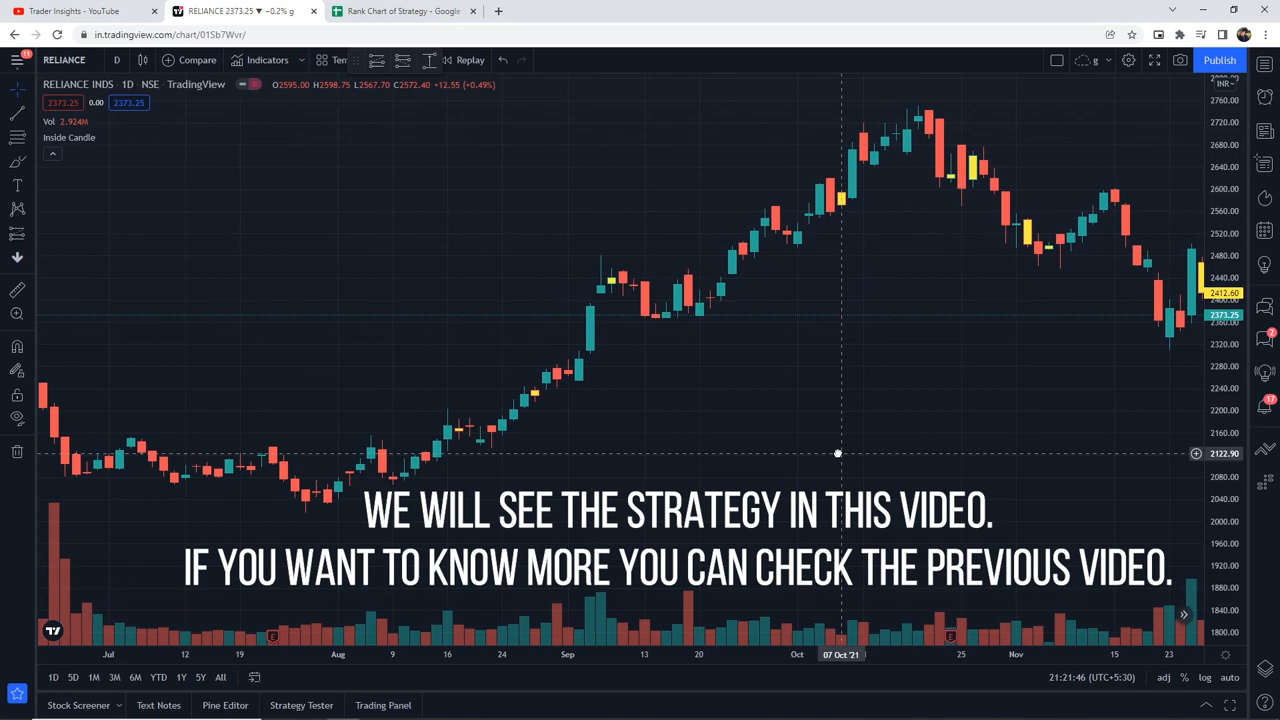 Trader Insights - YouTube
RELIANCE 2373.25 ▼ −0.2% g
Rank Chart of Strategy - Google
in.tradingview.com/chart/01Sb7Wvr/
11
RELIANCE
D
Compare
Indicators
Tem
Replay
g
Publish
RELIANCE INDS · 1D · NSE · TradingView
O2595.00 H2598.75 L2567.70 C2572.40 +12.55 (+0.49%)
INR
2373.25 0.00 2373.25
Vol 2.924M
Inside Candle
2760.00
2720.00
2680.00
2640.00
2600.00
2560.00
2520.00
2480.00
2440.00
2412.60
2400.00
2373.25
2360.00
2320.00
2280.00
2240.00
2200.00
2160.00
2122.90
2080.00
2040.00
2000.00
1960.00
1920.00
1880.00
1840.00
1800.00
2
17
WE WILL SEE THE STRATEGY IN THIS VIDEO.
IF YOU WANT TO KNOW MORE YOU CAN CHECK THE PREVIOUS VIDEO.
E
E
Jul 12 19 Aug 9 16 24 Sep 13 20 Oct 07 Oct '21 25 Nov 15 23
1D 5D 1M 3M 6M YTD 1Y 5Y All
21:21:46 (UTC+5:30)
adj % log auto
Stock Screener
Text Notes
Pine Editor
Strategy Tester
Trading Panel